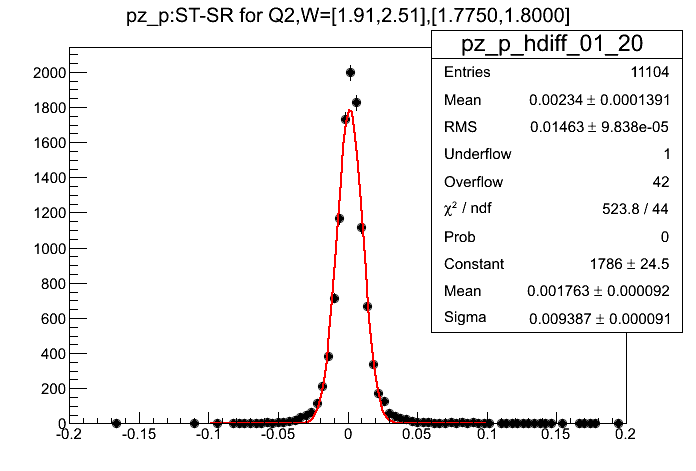 pz_p:ST-SR for Q2,W=[1.91,2.51],[1.7750,1.8000]
pz_p_hdiff_01_20
Entries 11104
Mean 0.00234 ± 0.0001391
RMS 0.01463 ± 9.838e-05
Underflow 1
Overflow 42
χ² / ndf 523.8 / 44
Prob 0
Constant 1786 ± 24.5
Mean 0.001763 ± 0.000092
Sigma 0.009387 ± 0.000091
2000
1800
1600
1400
1200
1000
800
600
400
200
0
-0.2 -0.15 -0.1 -0.05 0 0.05 0.1 0.15 0.2